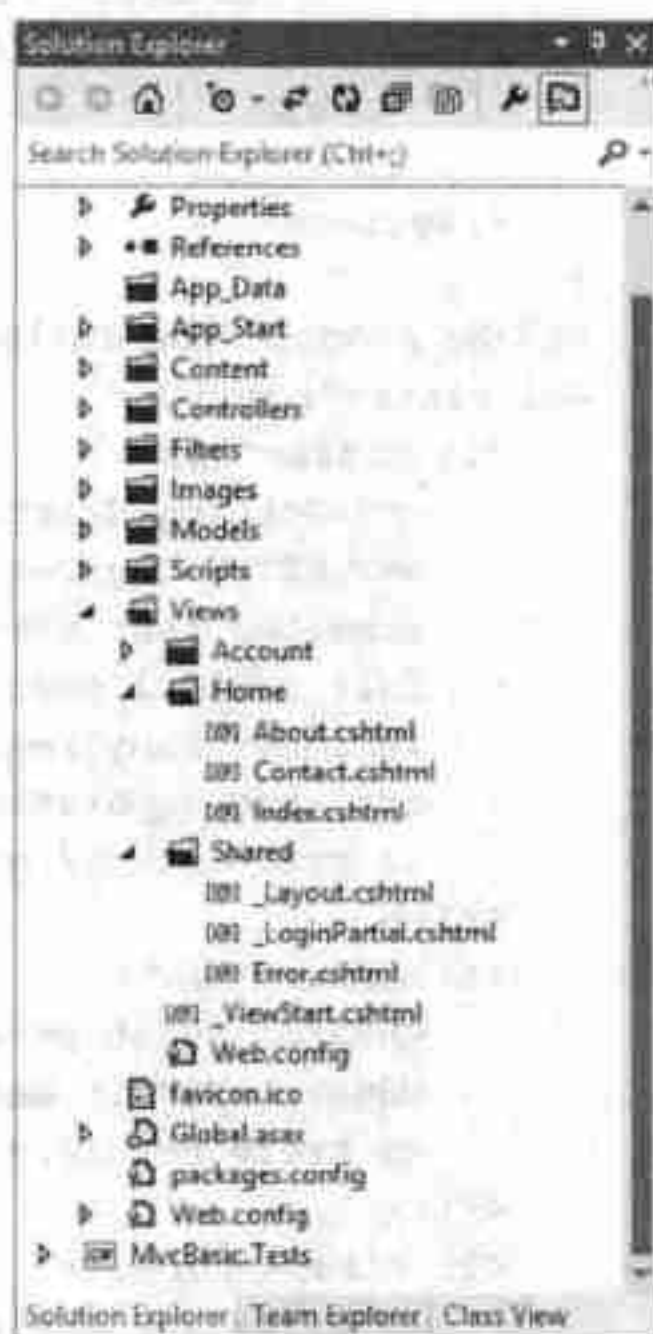 Solution Explorer
Search Solution Explorer (Ctrl+;)
Properties
References
App_Data
App_Start
Content
Controllers
Filters
Images
Models
Scripts
Views
Account
Home
About.cshtml
Contact.cshtml
Index.cshtml
Shared
_Layout.cshtml
_LoginPartial.cshtml
Error.cshtml
_ViewStart.cshtml
Web.config
favicon.ico
Global.asax
packages.config
Web.config
MvcBasic.Tests
Solution Explorer Team Explorer Class View